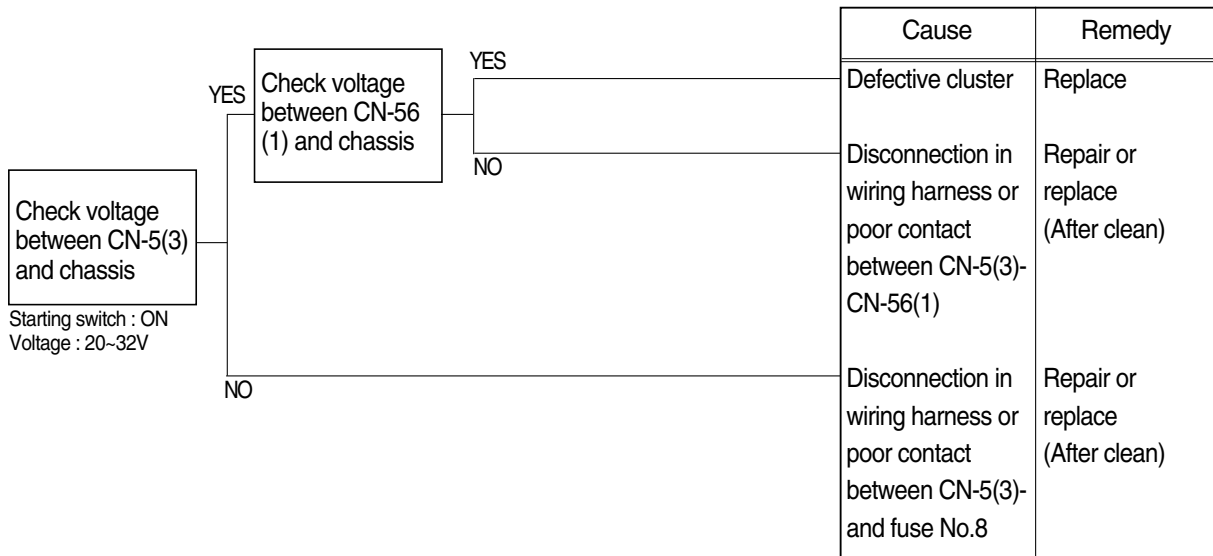 Cause
Remedy
YES
Check voltage
between CN-56
(1) and chassis
YES
NO
Defective cluster
Replace
Disconnection in
wiring harness or
poor contact
between CN-5(3)-
CN-56(1)
Repair or
replace
(After clean)
Check voltage
between CN-5(3)
and chassis
Starting switch : ON
Voltage : 20~32V
NO
Disconnection in
wiring harness or
poor contact
between CN-5(3)-
and fuse No.8
Repair or
replace
(After clean)